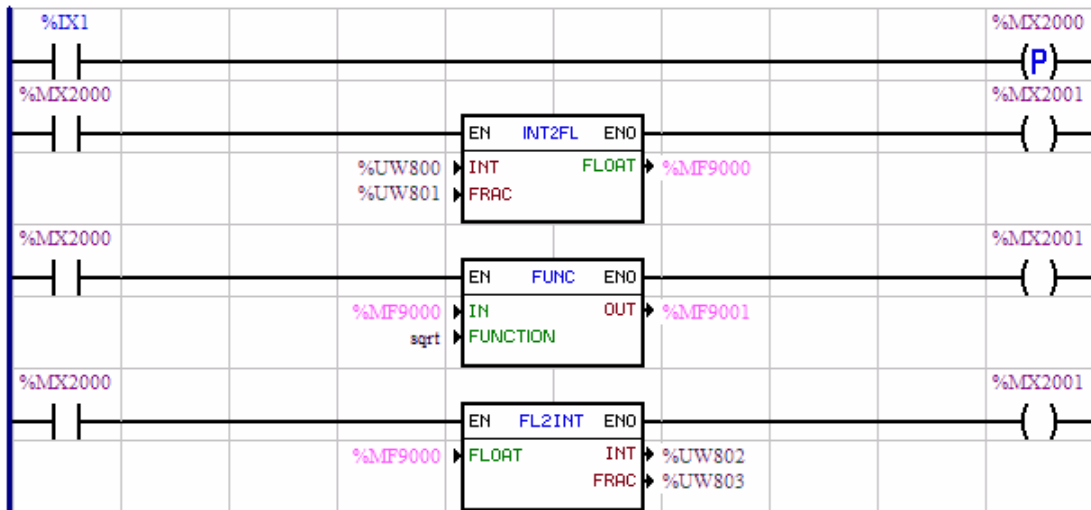 %IX1 %MX2000
(P)
%MX2000 %MX2001
EN INT2FL ENO
%UW800 INT FLOAT %MF9000
%UW801 FRAC
%MX2000 %MX2001
EN FUNC ENO
%MF9000 IN OUT %MF9001
sqrt FUNCTION
%MX2000 %MX2001
EN FL2INT ENO
%MF9000 FLOAT INT %UW802
FRAC %UW803